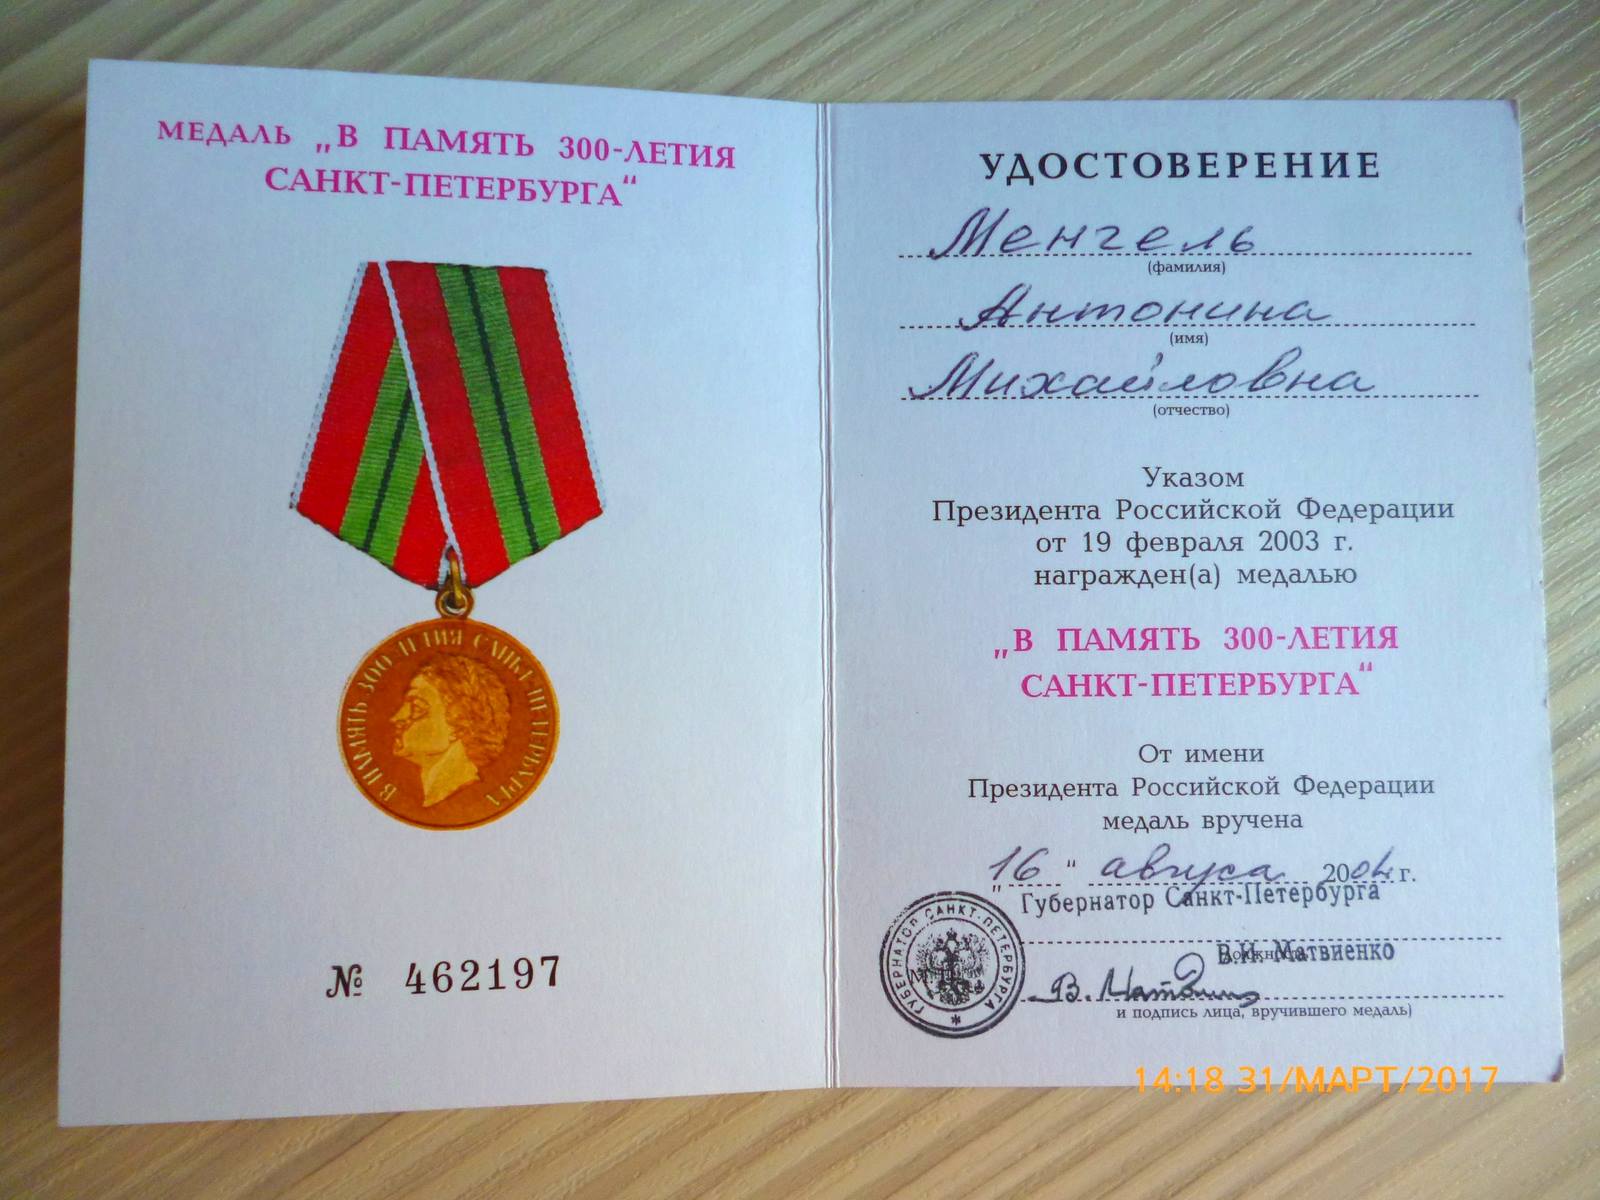 МЕДАЛЬ „В ПАМЯТЬ 300-ЛЕТИЯ
САНКТ-ПЕТЕРБУРГА“
В ПАМЯТЬ 300-ЛЕТИЯ САНКТ-ПЕТЕРБУРГА
№ 462197
УДОСТОВЕРЕНИЕ
Менгель
(фамилия)
Антонина
(имя)
Михайловна
(отчество)
Указом
Президента Российской Федерации
от 19 февраля 2003 г.
награжден(а) медалью
„В ПАМЯТЬ 300-ЛЕТИЯ
САНКТ-ПЕТЕРБУРГА“
От имени
Президента Российской Федерации
медаль вручена
„16“ августа 2004 г.
Губернатор Санкт-Петербурга
В.И. Матвиенко
ГУБЕРНАТОР САНКТ-ПЕТЕРБУРГА
М.П.
и подпись лица, вручившего медаль)
14:18 31/МАРТ/2017